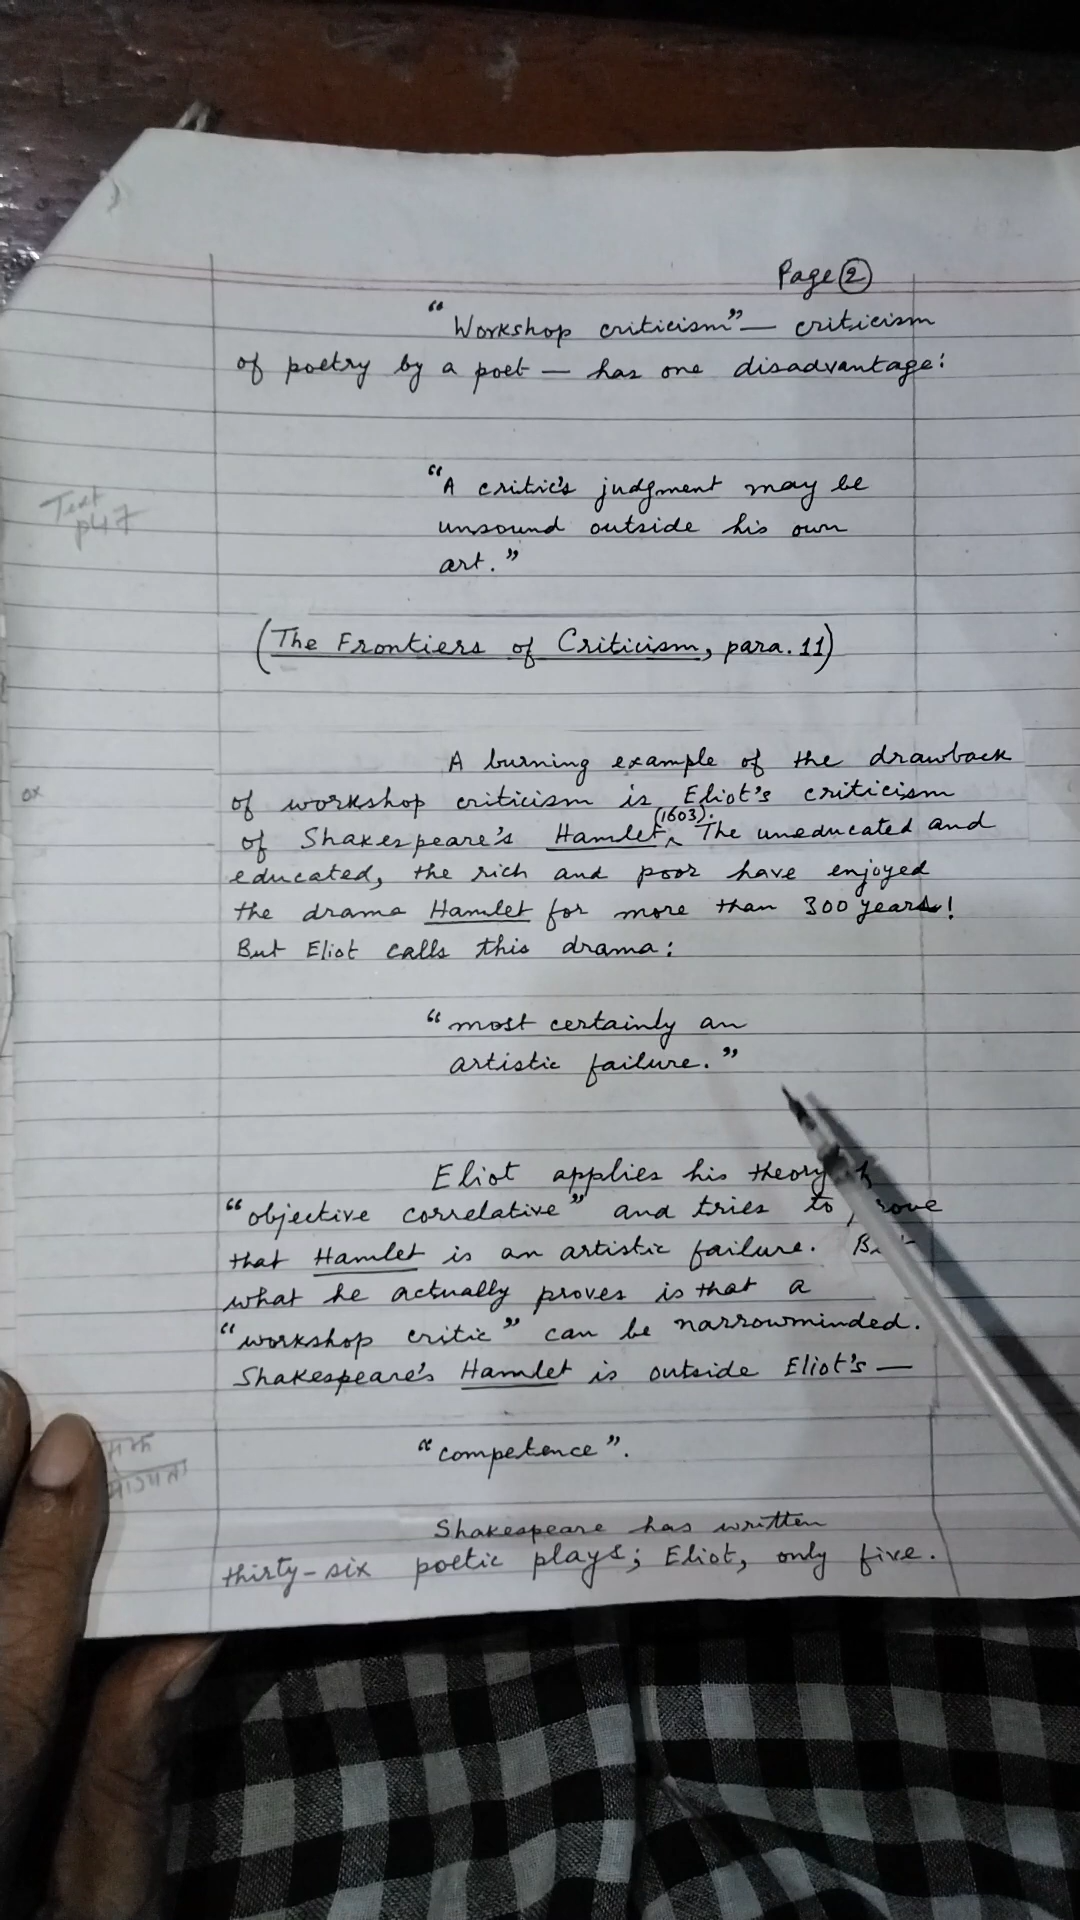 Page 2
"Workshop criticism" — criticism
of poetry by a poet — has one disadvantage:
"A critic's judgment may be
Text
p47
unsound outside his own
art."
(The Frontiers of Criticism, para. 11)
A burning example of the drawback
ox
of workshop criticism is Eliot's criticism
of Shakespeare's Hamlet (1603). The uneducated and
educated, the rich and poor have enjoyed
the drama Hamlet for more than 300 years!
But Eliot calls this drama:
"most certainly an
artistic failure."
Eliot applies his theory
"objective correlative" and tries to prove
that Hamlet is an artistic failure. But
what he actually proves is that a
"workshop critic" can be narrowminded.
Shakespeare's Hamlet is outside Eliot's —
"competence".
Shakespeare has written
thirty-six poetic plays; Eliot, only five.